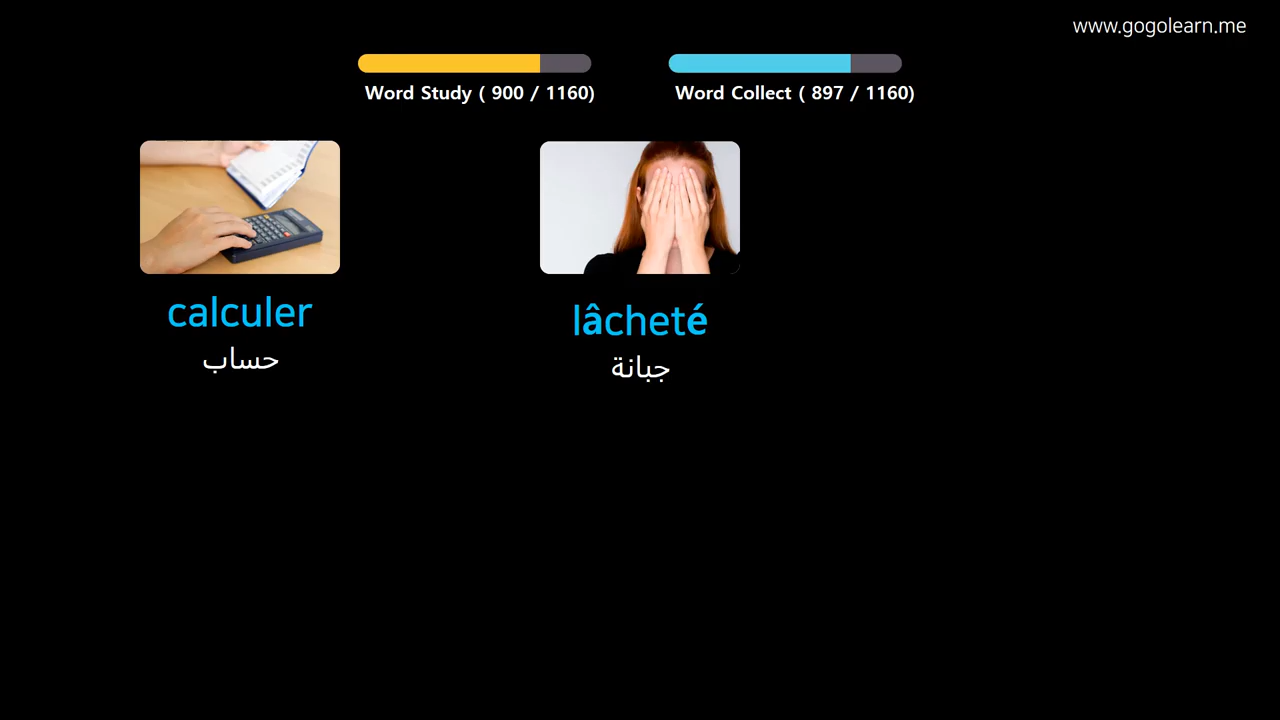 www.gogolearn.me
Word Study ( 900 / 1160)
Word Collect ( 897 / 1160)
calculer
حساب
lâcheté
جبانة